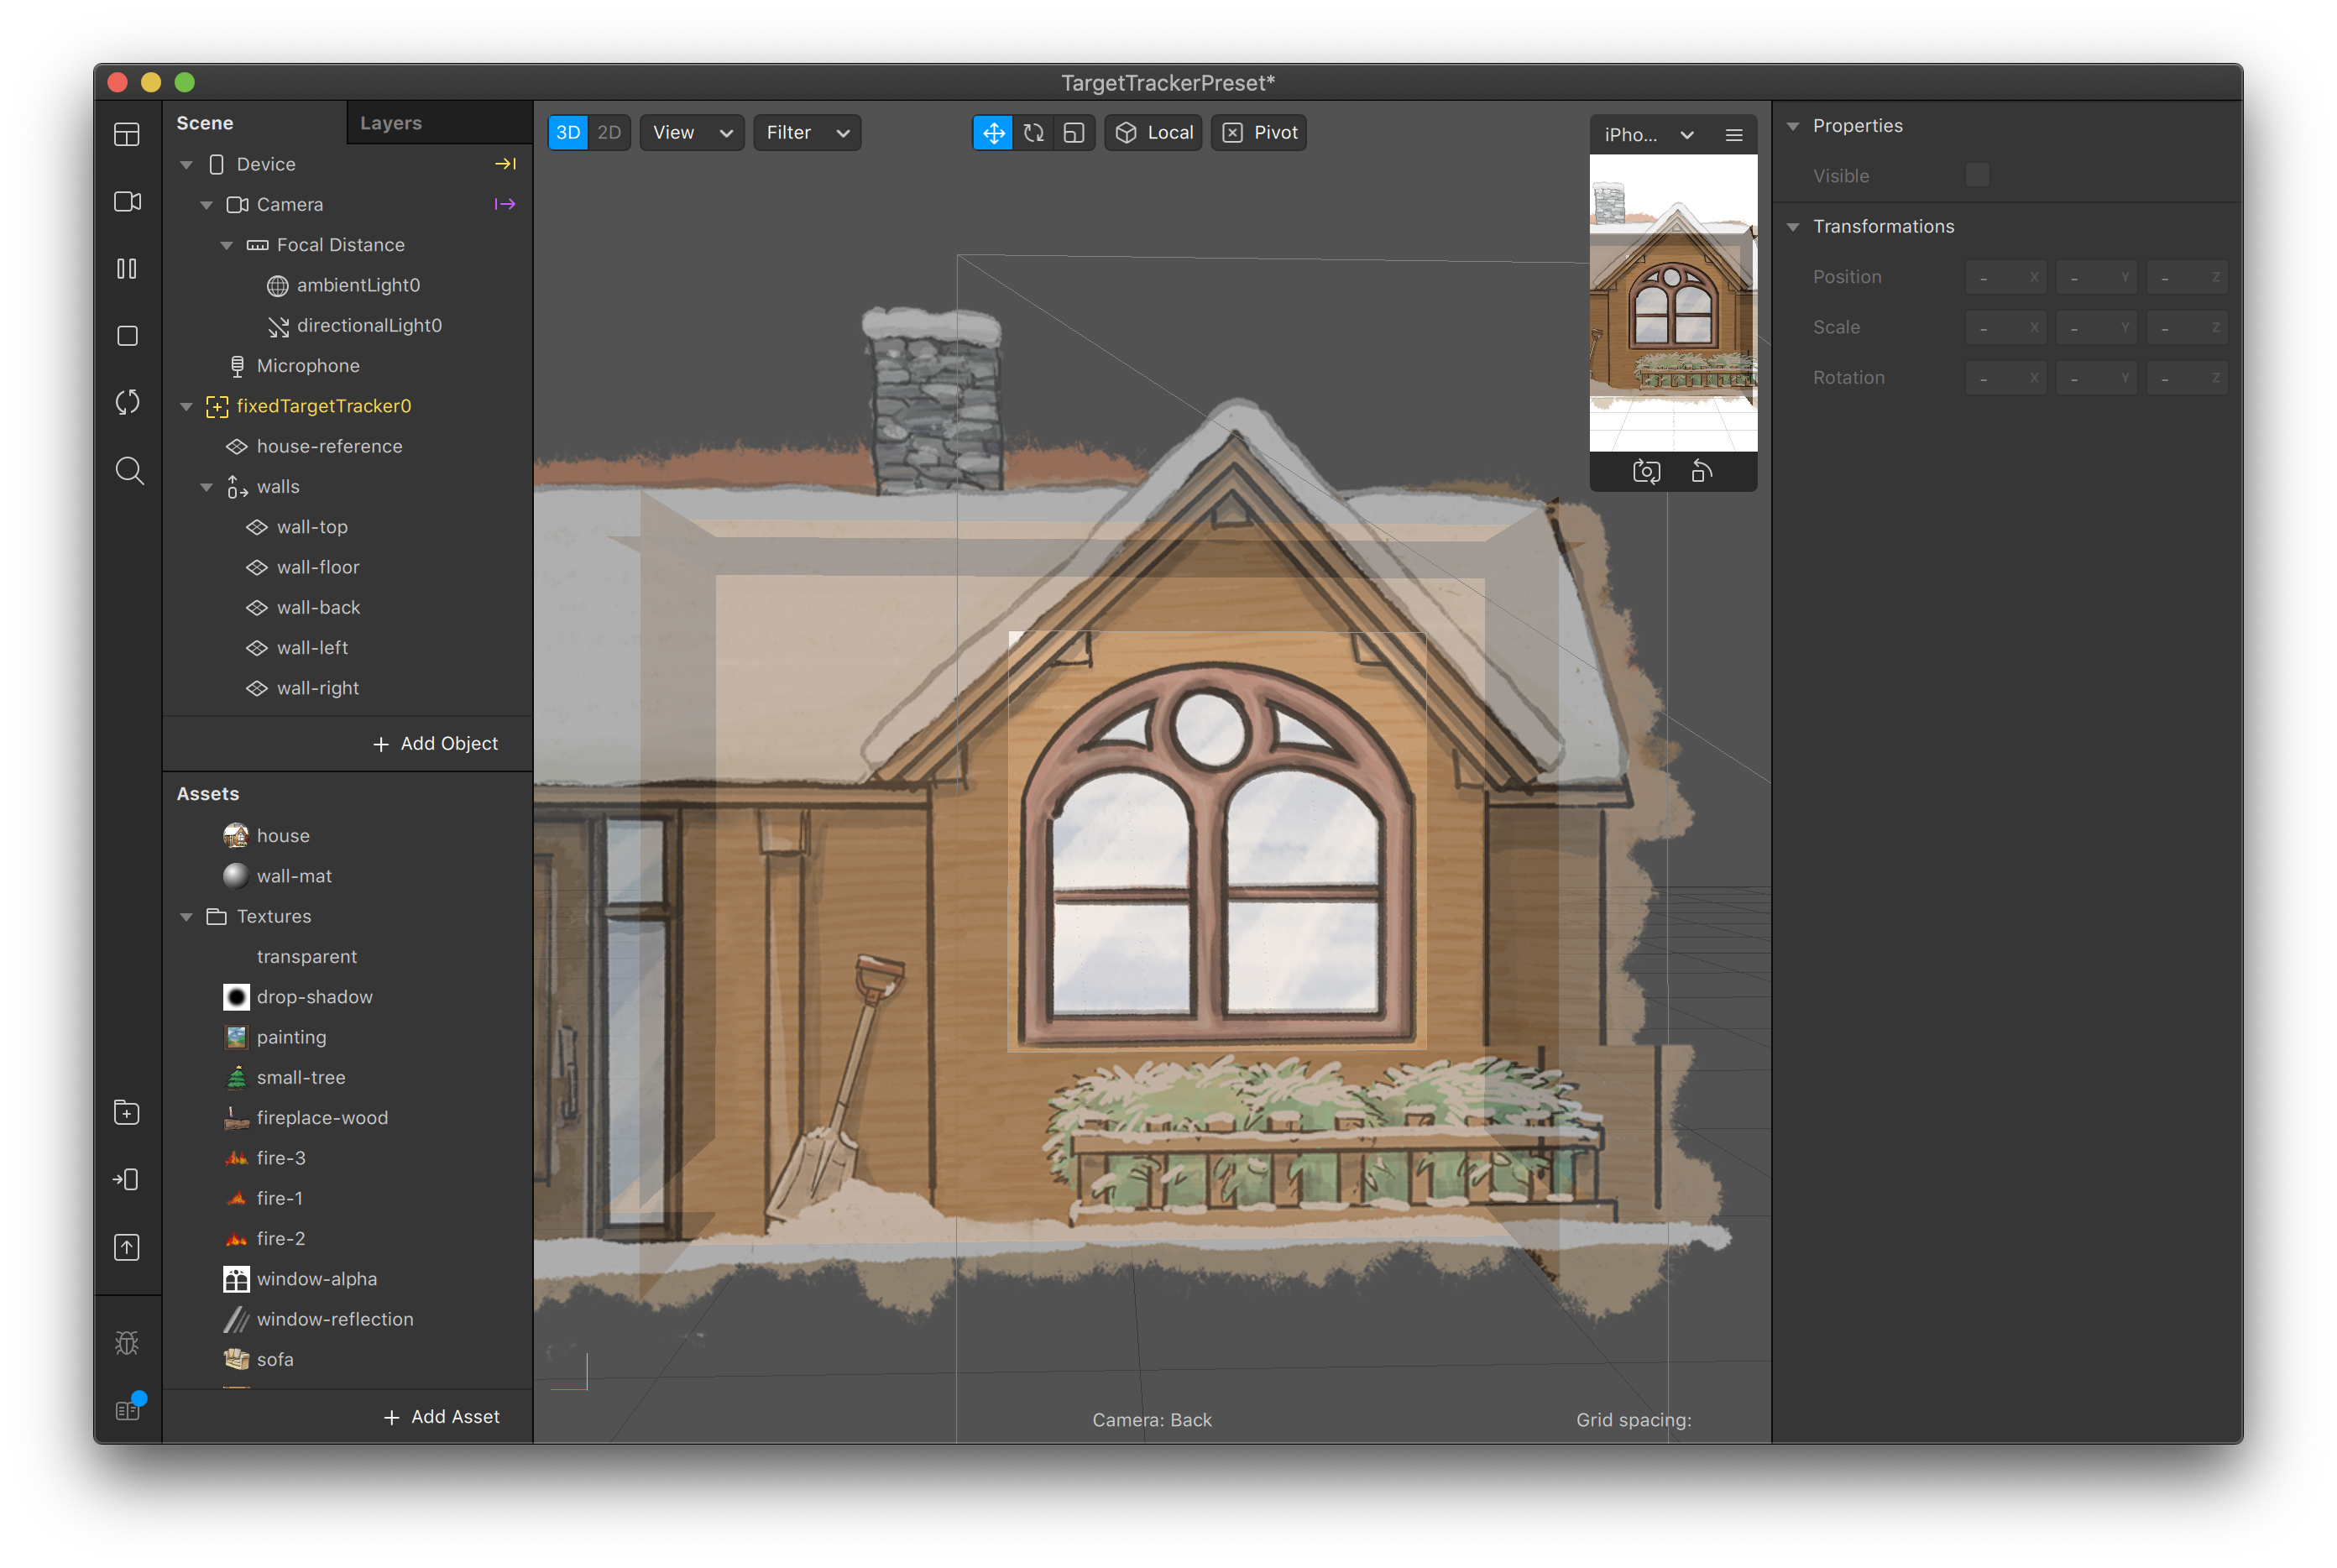 TargetTrackerPreset*
Scene
Layers
Device
Camera
Focal Distance
ambientLight0
directionalLight0
Microphone
fixedTargetTracker0
house-reference
walls
wall-top
wall-floor
wall-back
wall-left
wall-right
+ Add Object
Assets
house
wall-mat
Textures
transparent
drop-shadow
painting
small-tree
fireplace-wood
fire-3
fire-1
fire-2
window-alpha
window-reflection
sofa
+ Add Asset
3D 2D View Filter Local Pivot
iPho...
Camera: Back
Grid spacing:
Properties
Visible
Transformations
Position - X - Y - Z
Scale - X - Y - Z
Rotation - X - Y - Z